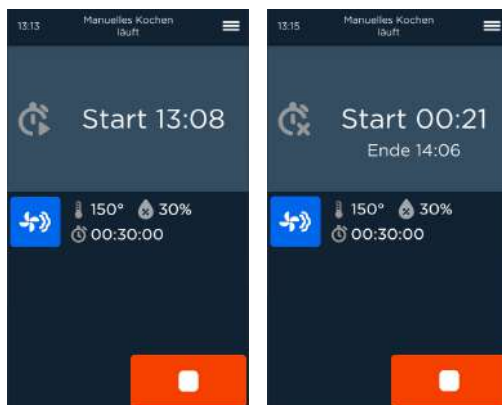 13:13
Manuelles Kochen
läuft
Start 13:08
150° 30%
00:30:00
13:15
Manuelles Kochen
läuft
Start 00:21
Ende 14:06
150° 30%
00:30:00